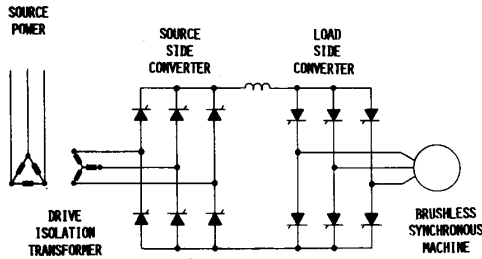 SOURCE
POWER
SOURCE
SIDE
CONVERTER
LOAD
SIDE
CONVERTER
DRIVE
ISOLATION
TRANSFORMER
BRUSHLESS
SYNCHRONOUS
MACHINE